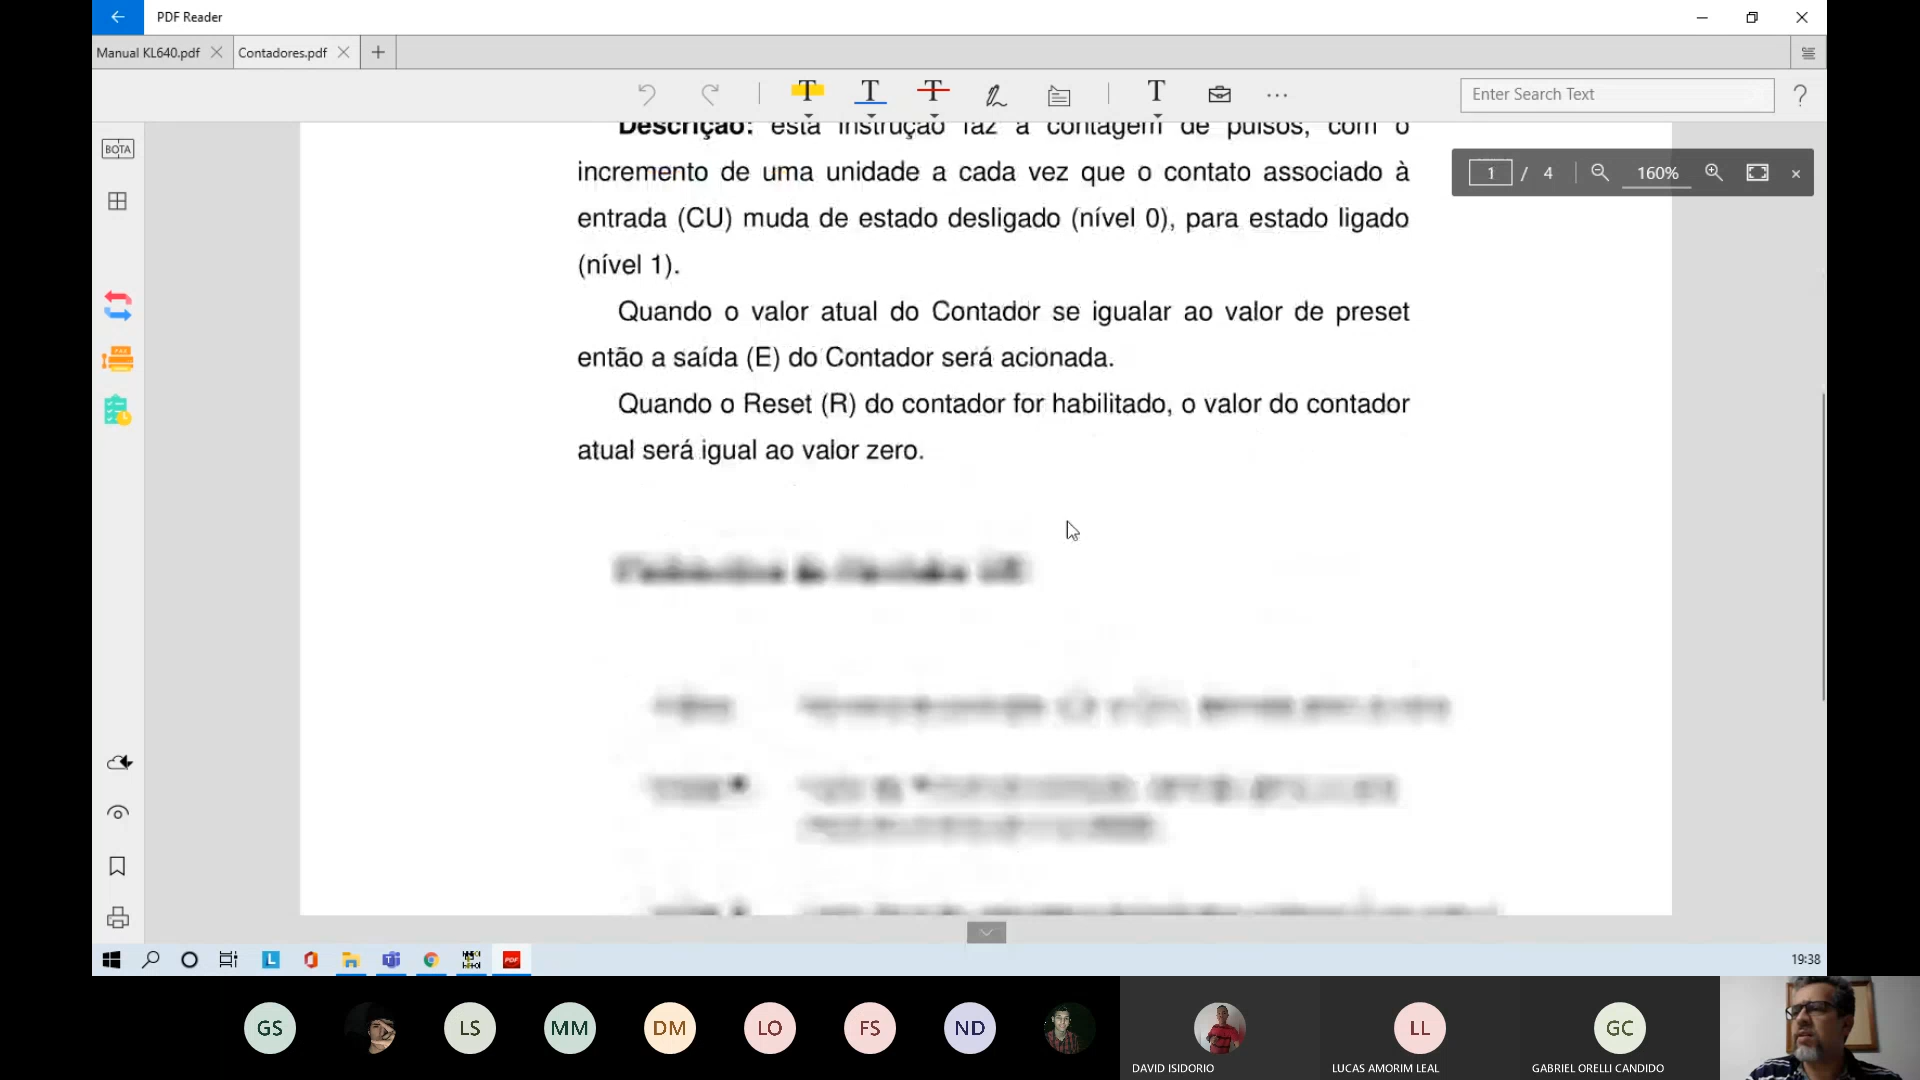 PDF Reader
Manual KL640.pdf
Contadores.pdf
T T T T
Enter Search Text
?
BOTA
1 / 4 160%
Descrição: esta instrução faz a contagem de pulsos, com o
incremento de uma unidade a cada vez que o contato associado à
entrada (CU) muda de estado desligado (nível 0), para estado ligado
(nível 1).
Quando o valor atual do Contador se igualar ao valor de preset
então a saída (E) do Contador será acionada.
Quando o Reset (R) do contador for habilitado, o valor do contador
atual será igual ao valor zero.
L
PDF
19:38
GS
LS
MM
DM
LO
FS
ND
LL
GC
DAVID ISIDORIO
LUCAS AMORIM LEAL
GABRIEL ORELLI CANDIDO